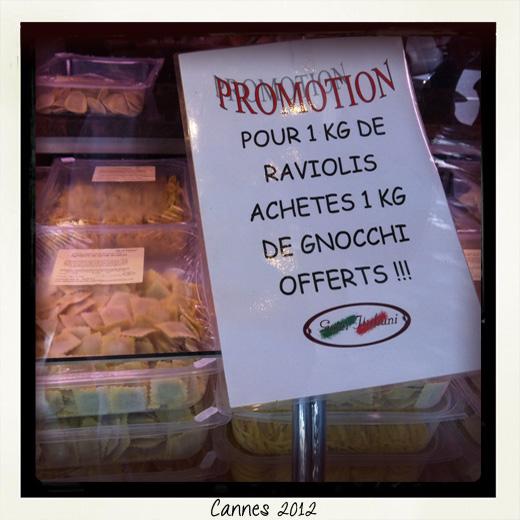 PROMOTION
POUR 1 KG DE
RAVIOLIS
ACHETES 1 KG
DE GNOCCHI
OFFERTS !!!
Cannes 2012